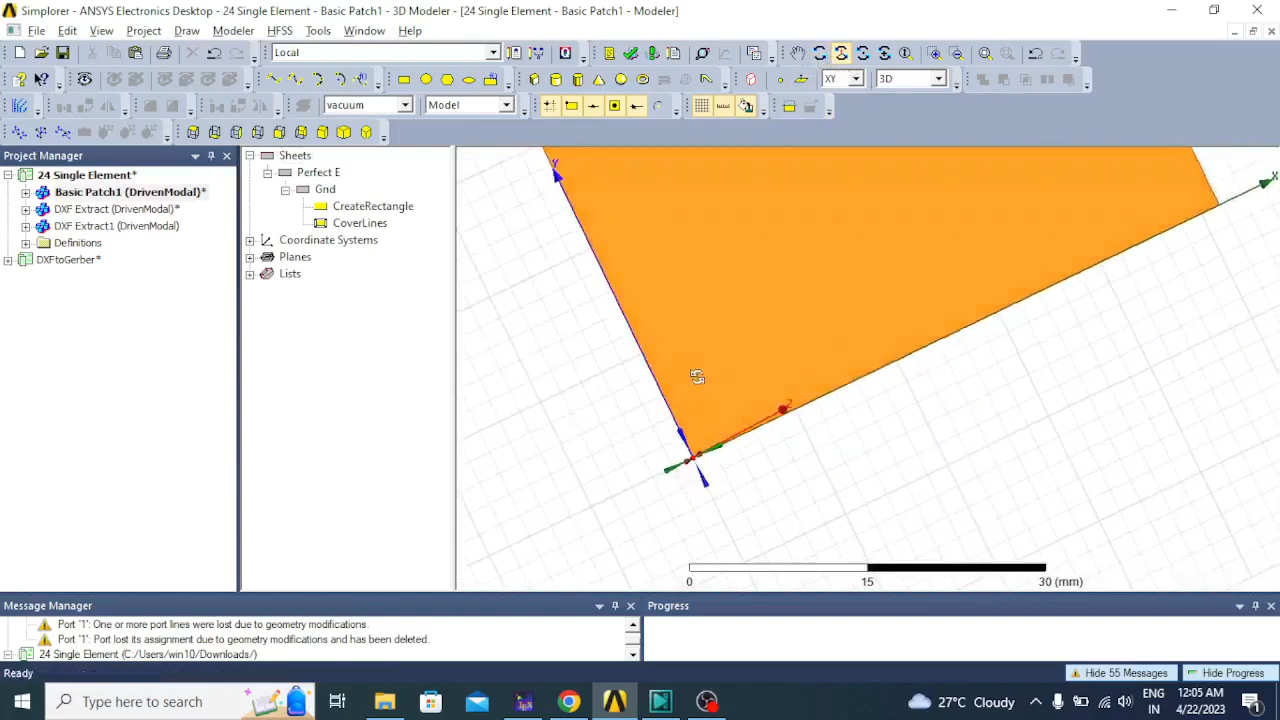 Simplorer - ANSYS Electronics Desktop - 24 Single Element - Basic Patch1 - 3D Modeler - [24 Single Element - Basic Patch1 - Modeler]
File Edit View Project Draw Modeler HFSS Tools Window Help
Local
XY 3D
vacuum Model
Project Manager
24 Single Element*
Basic Patch1 (DrivenModal)*
DXF Extract (DrivenModal)*
DXF Extract1 (DrivenModal)
Definitions
DXFtoGerber*
Sheets
Perfect E
Gnd
CreateRectangle
CoverLines
Coordinate Systems
Planes
Lists
Y
X
Z
0 15 30 (mm)
Message Manager
Port '1': One or more port lines were lost due to geometry modifications.
Port '1': Port lost its assignment due to geometry modifications and has been deleted.
24 Single Element (C:/Users/win10/Downloads/)
Progress
Ready
Hide 55 Messages
Hide Progress
Type here to search
27°C Cloudy
ENG
IN
12:05 AM
4/22/2023
1